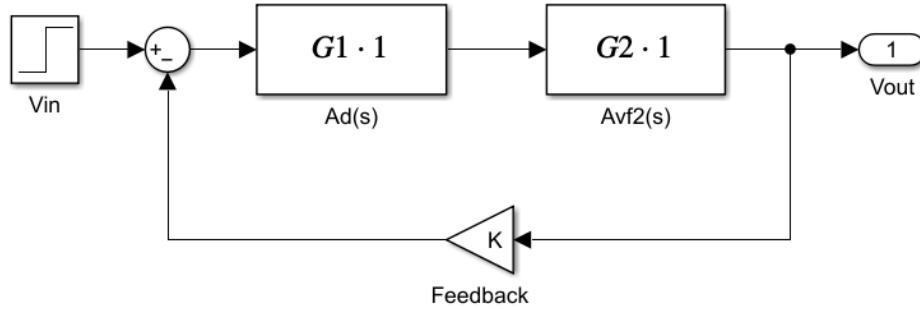 +
−
G1 · 1
G2 · 1
1
Vin
Ad(s)
Avf2(s)
Vout
K
Feedback